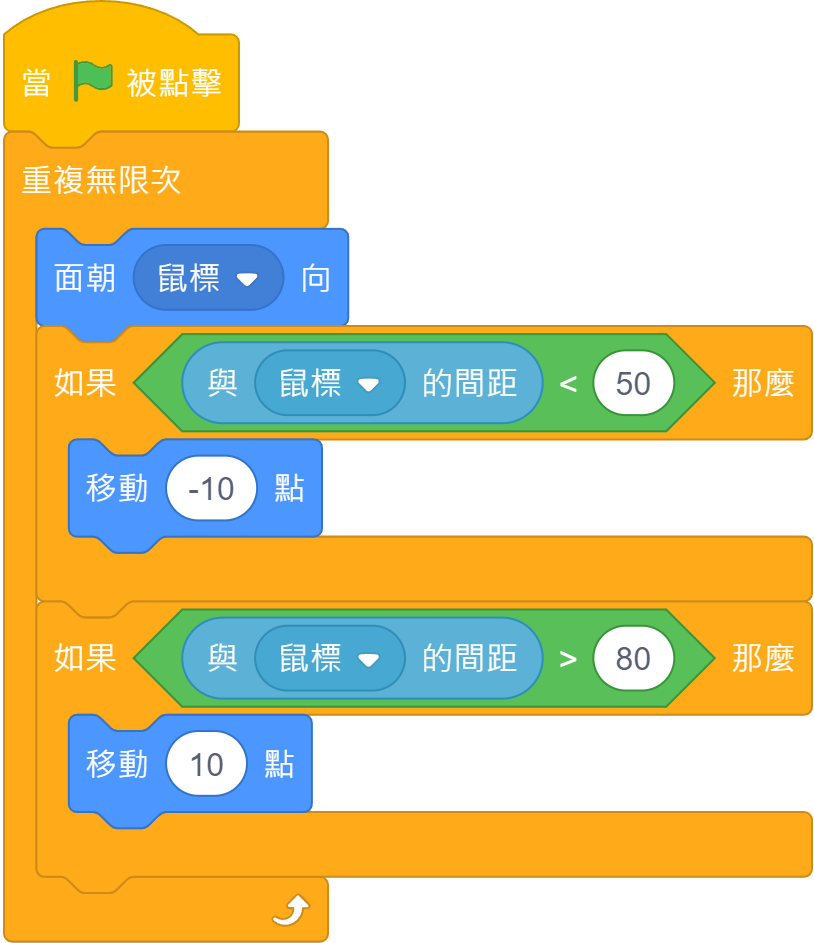 當 被點擊
重複無限次
面朝 鼠標 向
如果 與 鼠標 的間距 < 50 那麼
移動 -10 點
如果 與 鼠標 的間距 > 80 那麼
移動 10 點